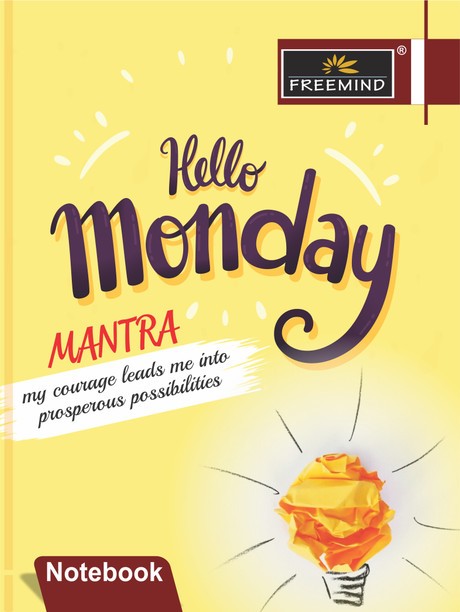 FREEMIND®
Hello
monday
MANTRA
my courage leads me into
prosperous possibilities
Notebook